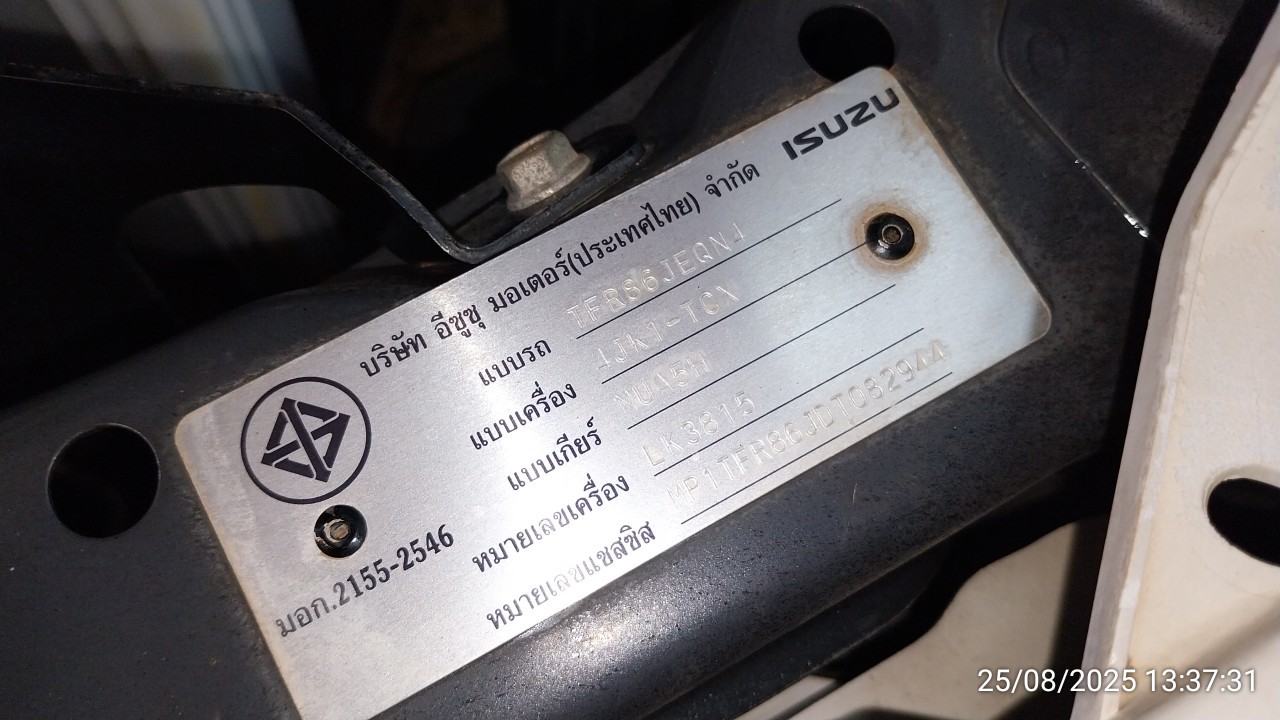 ISUZU
บริษัท อีซูซุ มอเตอร์(ประเทศไทย) จำกัด
แบบรถ TFR86JEQNJ
แบบเครื่อง 4JK1-TCN
แบบเกียร์ MUA5H
หมายเลขเครื่อง LK3815
หมายเลขแชสซิส MP1TFR86JDT082944
มอก.2155-2546
25/08/2025 13:37:31